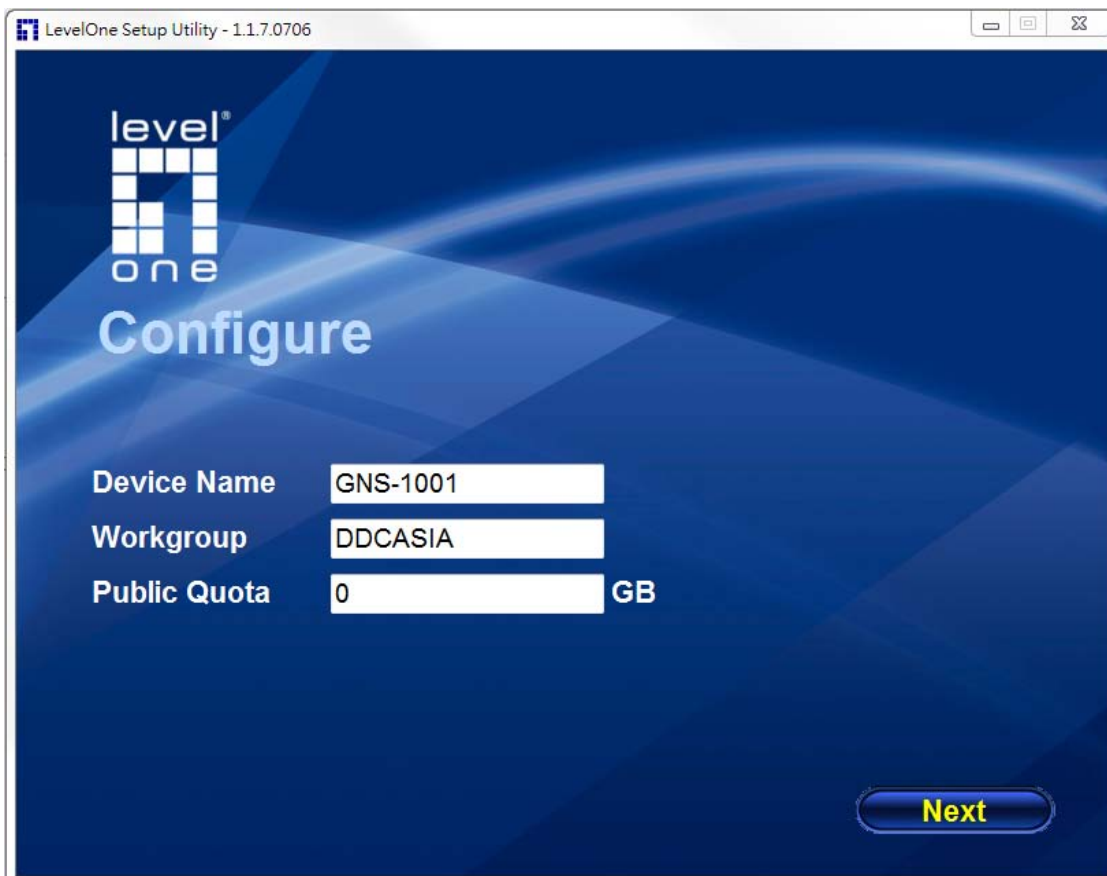 LevelOne Setup Utility - 1.1.7.0706
level®
one
Configure
Device Name GNS-1001
Workgroup DDCASIA
Public Quota 0 GB
Next